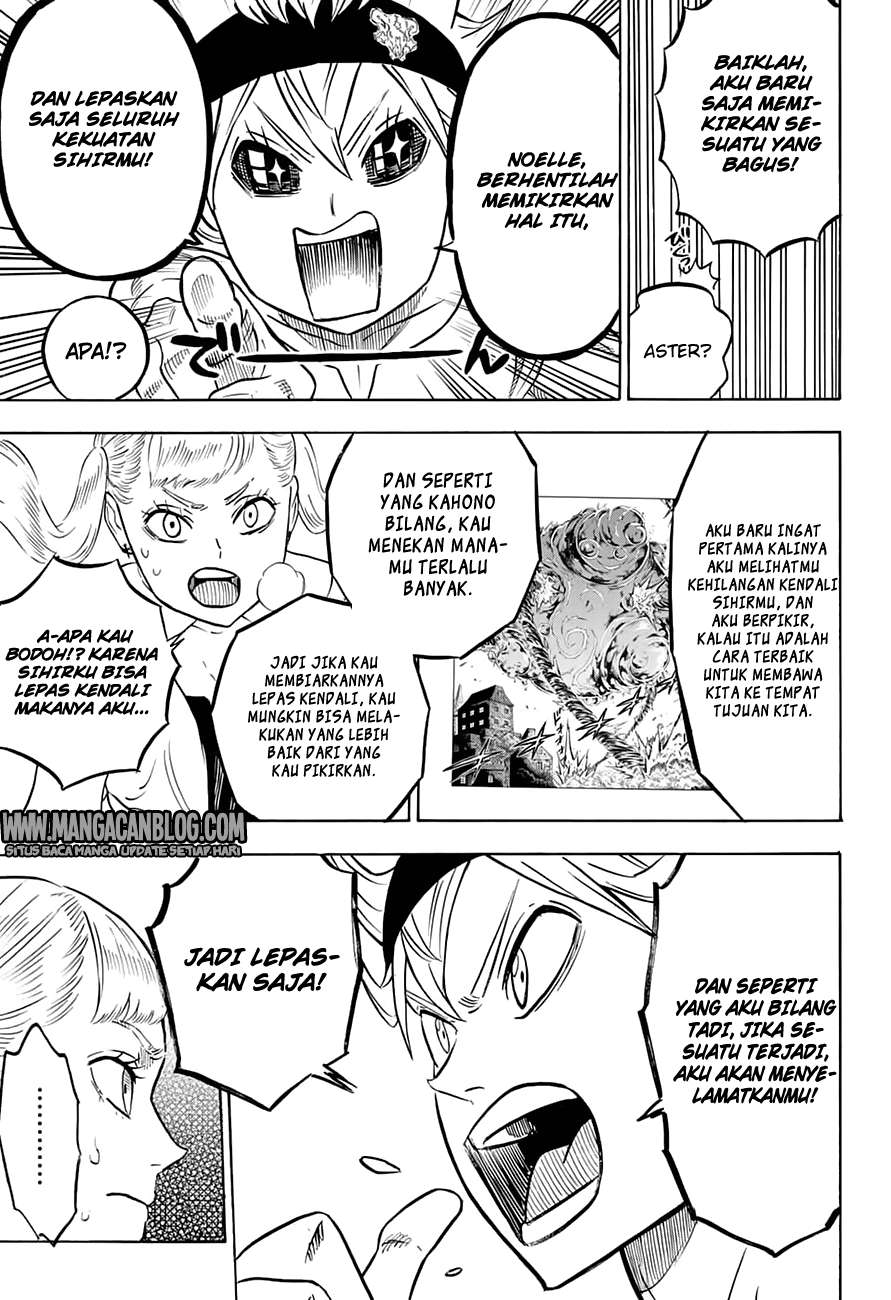 BAIKLAH,
AKU BARU
SAJA MEMI-
KIRKAN SE-
SUATU YANG
BAGUS!
ASTER?
NOELLE,
BERHENTILAH
MEMIKIRKAN
HAL ITU,
DAN LEPASKAN
SAJA SELURUH
KEKUATAN
SIHIRMU!
APA!?
AKU BARU INGAT
PERTAMA KALINYA
AKU MELIHATMU
KEHILANGAN KENDALI
SIHIRMU, DAN
AKU BERPIKIR,
KALAU ITU ADALAH
CARA TERBAIK
UNTUK MEMBAWA
KITA KE TEMPAT
TUJUAN KITA.
DAN SEPERTI
YANG KAHONO
BILANG, KAU
MENEKAN MANA-
MU TERLALU
BANYAK.
JADI JIKA KAU
MEMBIARKANNYA
LEPAS KENDALI, KAU
MUNGKIN BISA MELA-
KUKAN YANG LEBIH
BAIK DARI YANG
KAU PIKIRKAN.
A-APA KAU
BODOH!? KARENA
SIHIRKU BISA
LEPAS KENDALI
MAKANYA AKU...
WWW.MANGACANBLOG.COM
SITUS BACA MANGA UPDATE SETIAP HARI
DAN SEPERTI
YANG AKU BILANG
TADI, JIKA SE-
SUATU TERJADI,
AKU AKAN MENYE-
LAMATKANMU!
JADI LEPAS-
KAN SAJA!